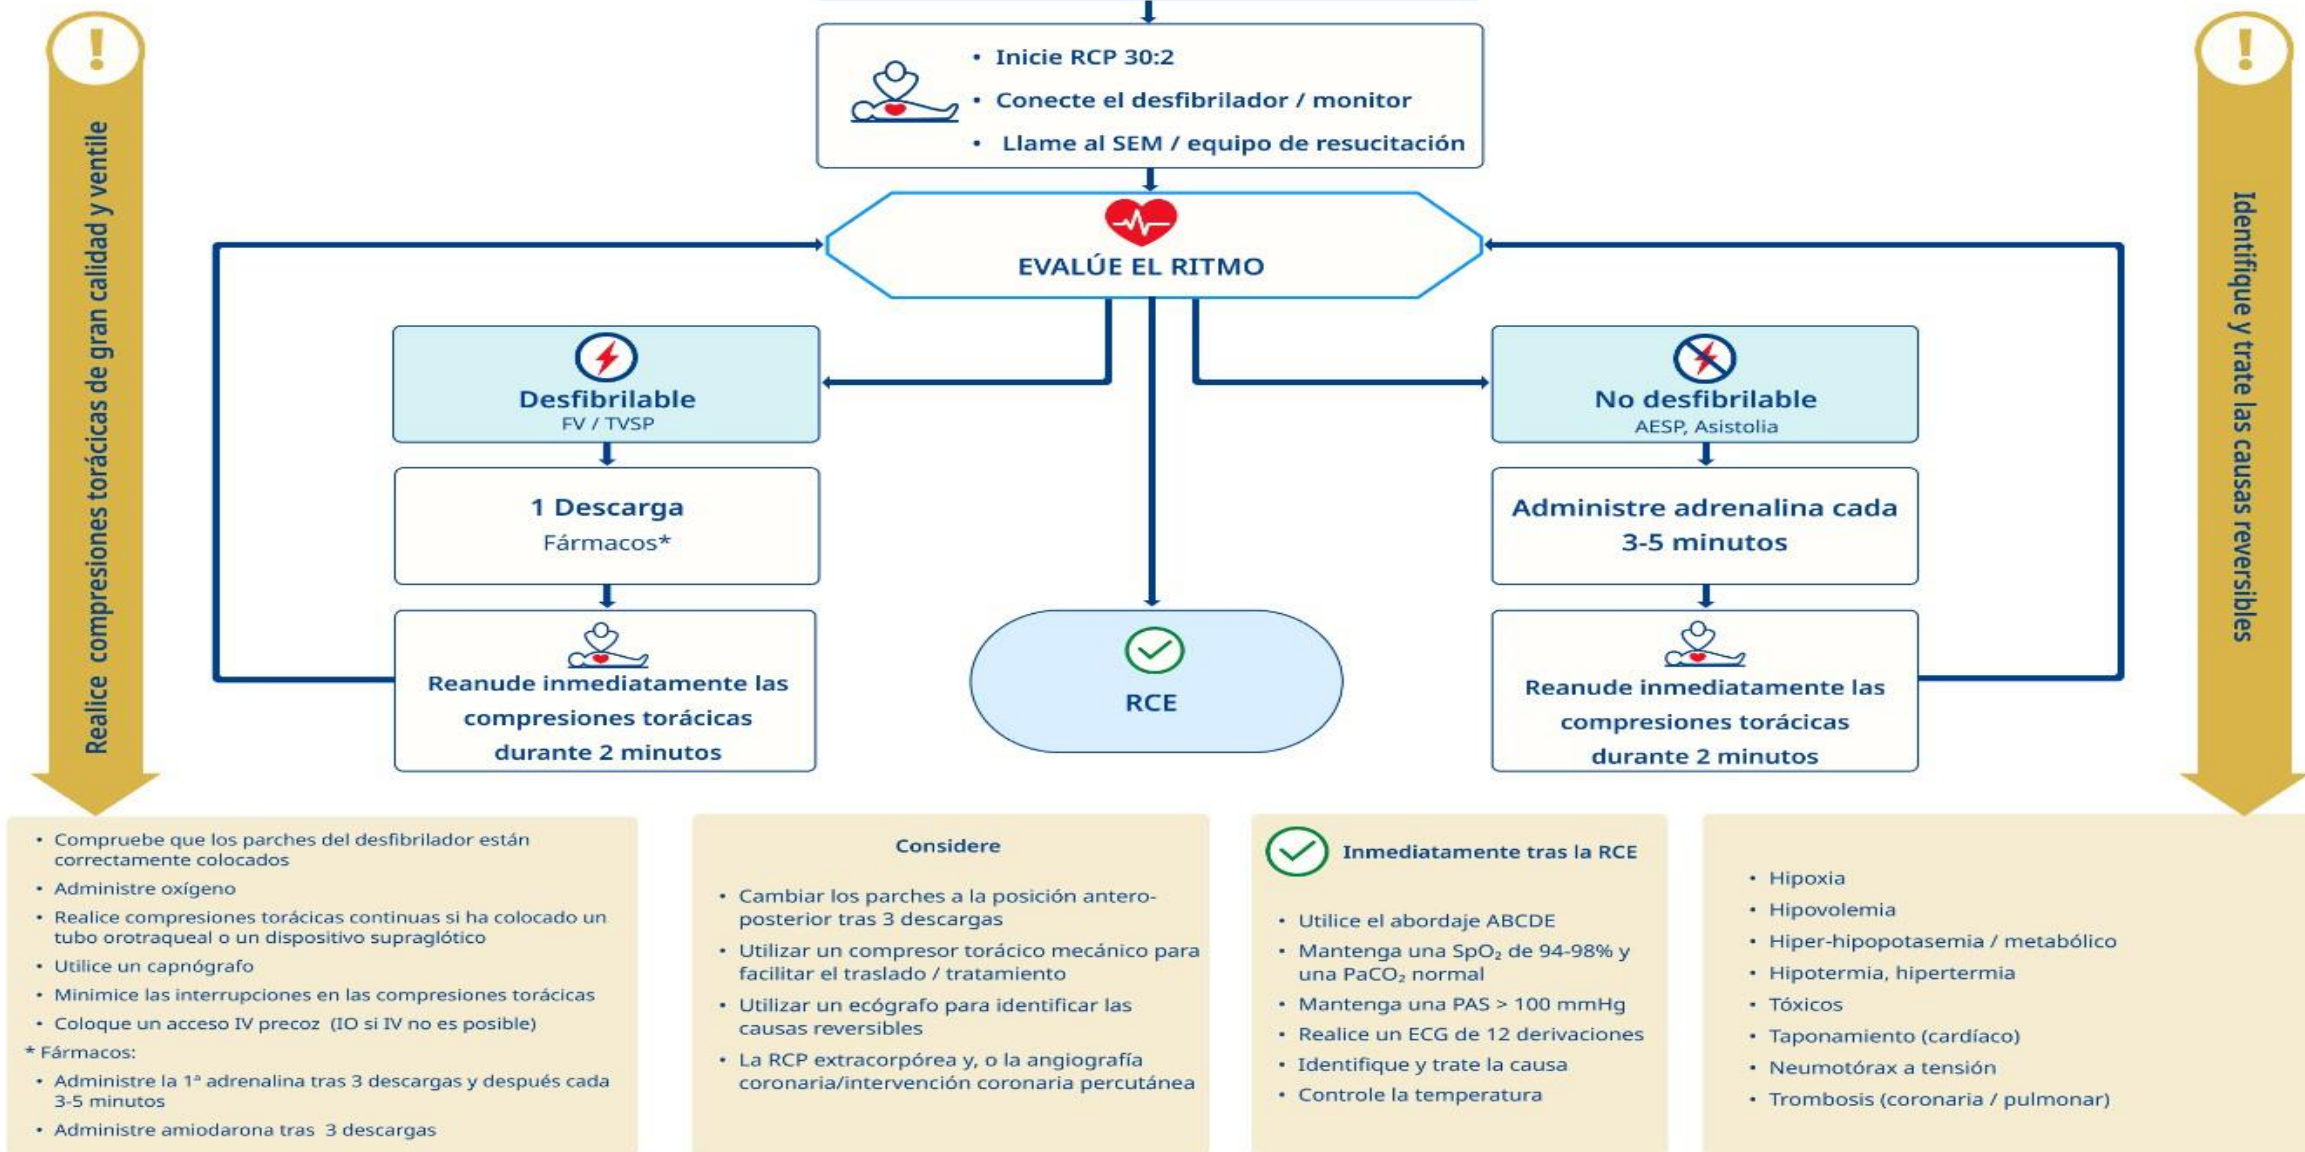 !
!
Realice compresiones torácicas de gran calidad y ventile
Identifique y trate las causas reversibles
• Inicie RCP 30:2
• Conecte el desfibrilador / monitor
• Llame al SEM / equipo de resucitación
EVALÚE EL RITMO
Desfibrilable
FV / TVSP
1 Descarga
Fármacos*
Reanude inmediatamente las
compresiones torácicas
durante 2 minutos
RCE
No desfibrilable
AESP, Asistolia
Administre adrenalina cada
3-5 minutos
Reanude inmediatamente las
compresiones torácicas
durante 2 minutos
• Compruebe que los parches del desfibrilador están
correctamente colocados
• Administre oxígeno
• Realice compresiones torácicas continuas si ha colocado un
tubo orotraqueal o un dispositivo supraglótico
• Utilice un capnógrafo
• Minimice las interrupciones en las compresiones torácicas
• Coloque un acceso IV precoz (IO si IV no es posible)
* Fármacos:
• Administre la 1ª adrenalina tras 3 descargas y después cada
3-5 minutos
• Administre amiodarona tras 3 descargas
Considere
• Cambiar los parches a la posición antero-
posterior tras 3 descargas
• Utilizar un compresor torácico mecánico para
facilitar el traslado / tratamiento
• Utilizar un ecógrafo para identificar las
causas reversibles
• La RCP extracorpórea y, o la angiografía
coronaria/intervención coronaria percutánea
Inmediatamente tras la RCE
• Utilice el abordaje ABCDE
• Mantenga una SpO₂ de 94-98% y
una PaCO₂ normal
• Mantenga una PAS > 100 mmHg
• Realice un ECG de 12 derivaciones
• Identifique y trate la causa
• Controle la temperatura
• Hipoxia
• Hipovolemia
• Hiper-hipopotasemia / metabólico
• Hipotermia, hipertermia
• Tóxicos
• Taponamiento (cardíaco)
• Neumotórax a tensión
• Trombosis (coronaria / pulmonar)